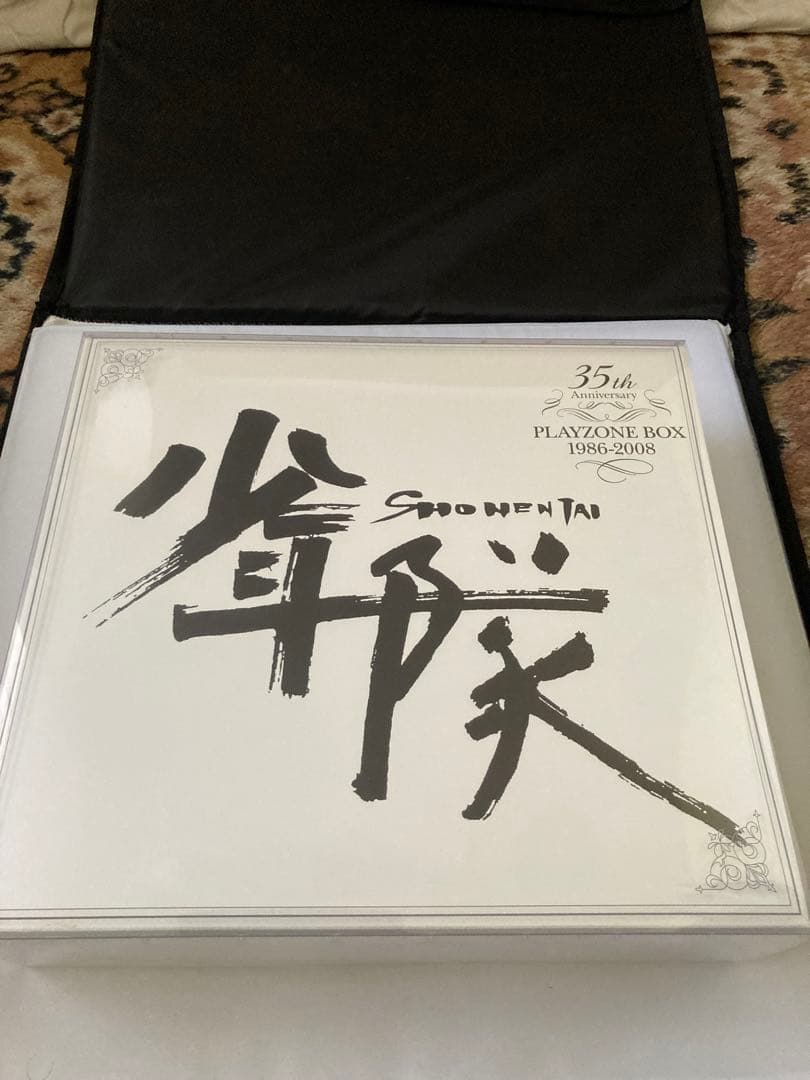 35th
Anniversary
PLAYZONE BOX
1986-2008
SHONENTAI
少年隊